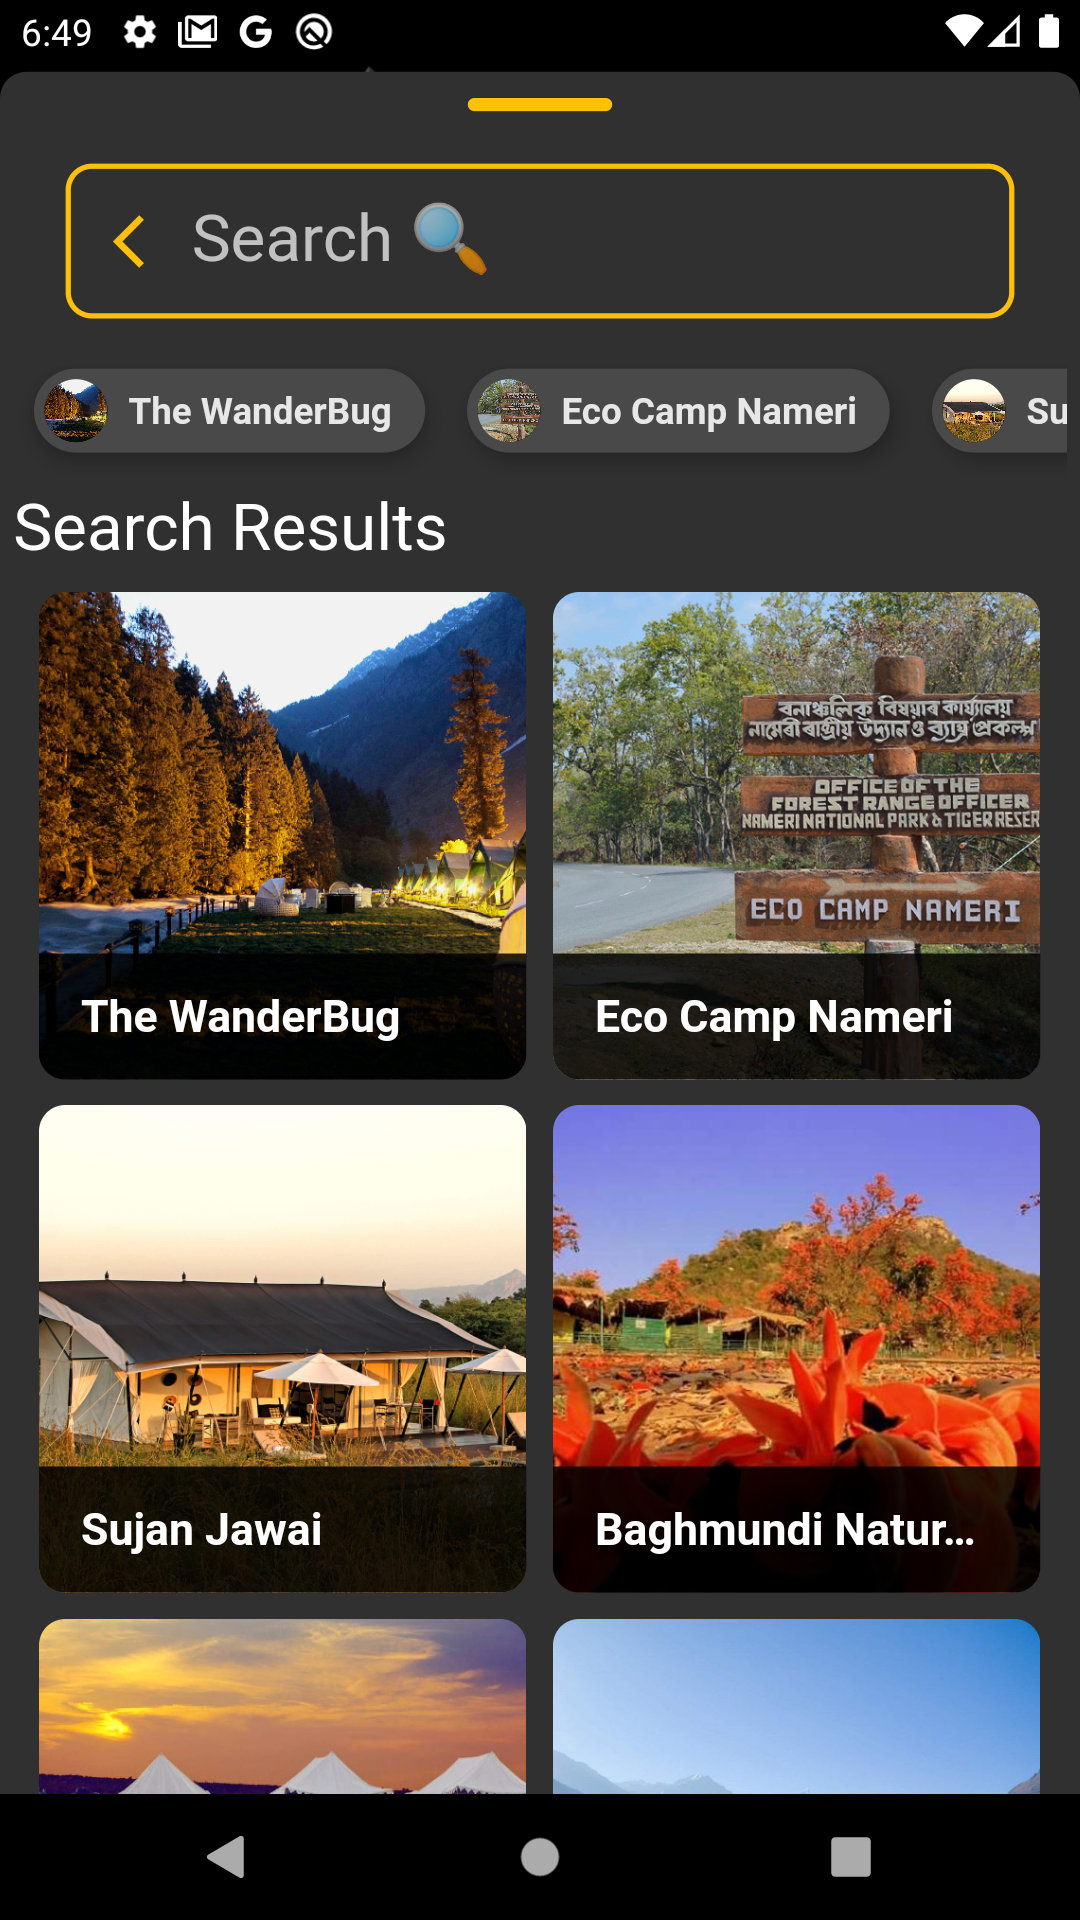 6:49
Search 🔍
The WanderBug
Eco Camp Nameri
Su
Search Results
বনাঞ্চলিক বিষয়াৰ কাৰ্য্যালয়
নামেৰী ৰাষ্ট্ৰীয় উদ্যান ও ব্যাঘ্ৰ প্ৰকল্প
OFFICE OF THE
FOREST RANGE OFFICER
NAMERI NATIONAL PARK & TIGER RESER
ECO CAMP NAMERI
The WanderBug
Eco Camp Nameri
Sujan Jawai
Baghmundi Natur...